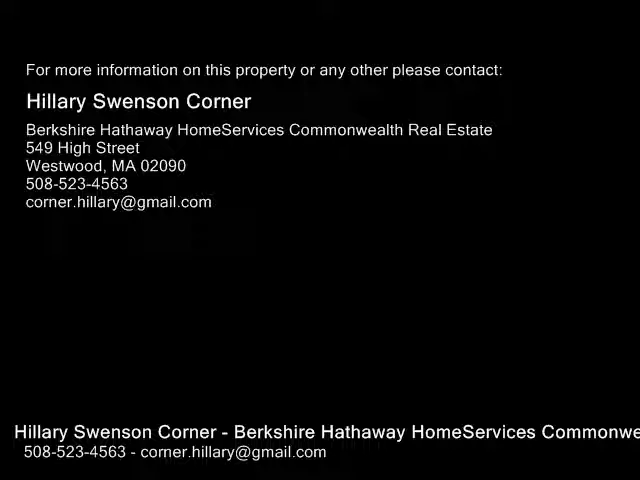 For more information on this property or any other please contact:
Hillary Swenson Corner
Berkshire Hathaway HomeServices Commonwealth Real Estate
549 High Street
Westwood, MA 02090
508-523-4563
corner.hillary@gmail.com
Hillary Swenson Corner - Berkshire Hathaway HomeServices Commonwe
508-523-4563 - corner.hillary@gmail.com